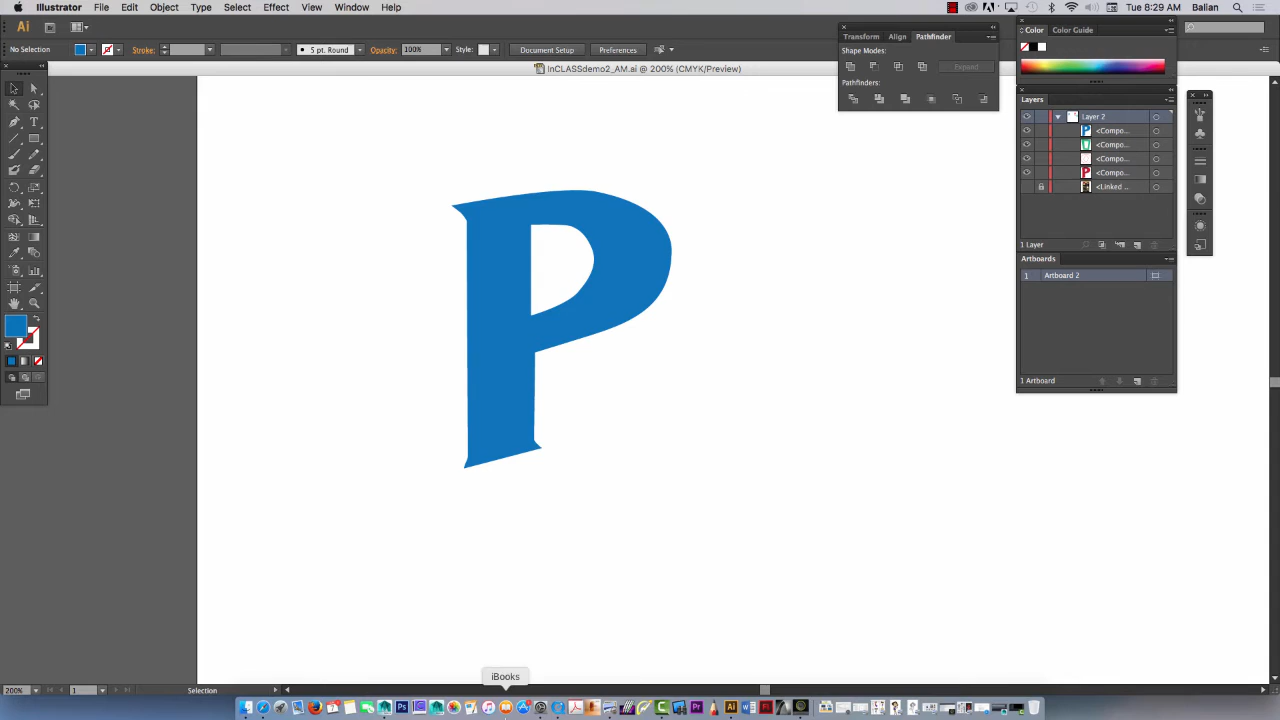 Illustrator File Edit Object Type Select Effect View Window Help
Tue 8:29 AM Ballan
Ai
No Selection
Stroke:
5 pt. Round
Opacity: 100%
Style:
Document Setup
Preferences
InCLASSdemo2_AM.ai @ 200% (CMYK/Preview)
Transform Align Pathfinder
Shape Modes:
Expand
Pathfinders:
Color Color Guide
Layers
Layer 2
<Compo...
<Compo...
<Compo...
<Compo...
<Linked ...
1 Layer
Artboards
1 Artboard 2
1 Artboard
P
iBooks
200%
1
Selection